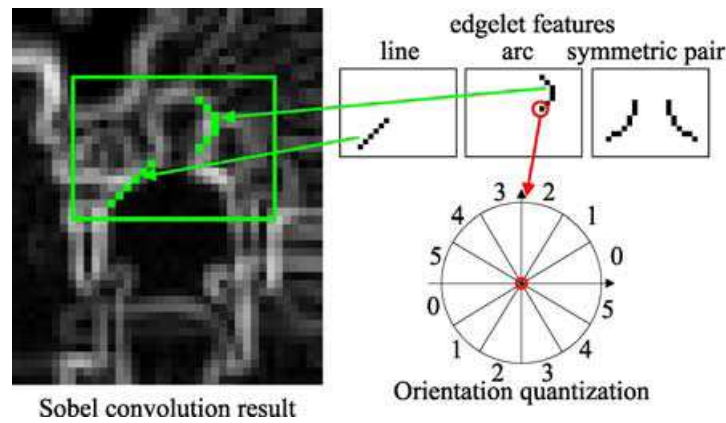 edgelet features
line arc symmetric pair
3 2
4 1
5 0
0 5
1 4
2 3
Orientation quantization
Sobel convolution result